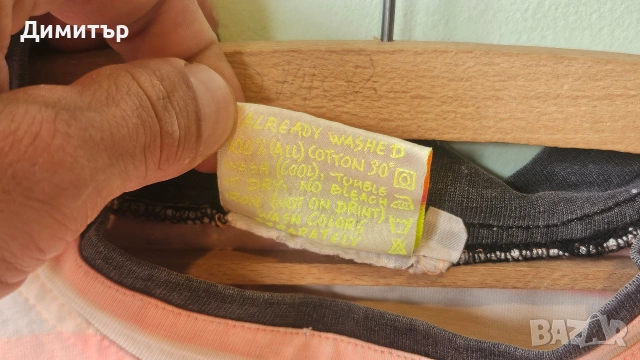 Димитър
ALREADY WASHED
100% (ALL) COTTON 30°
WASH (COOL), TUMBLE
DRY, NO BLEACH
IRON (NOT ON PRINT)
WASH COLORS
SEPARATELY
BAZAR